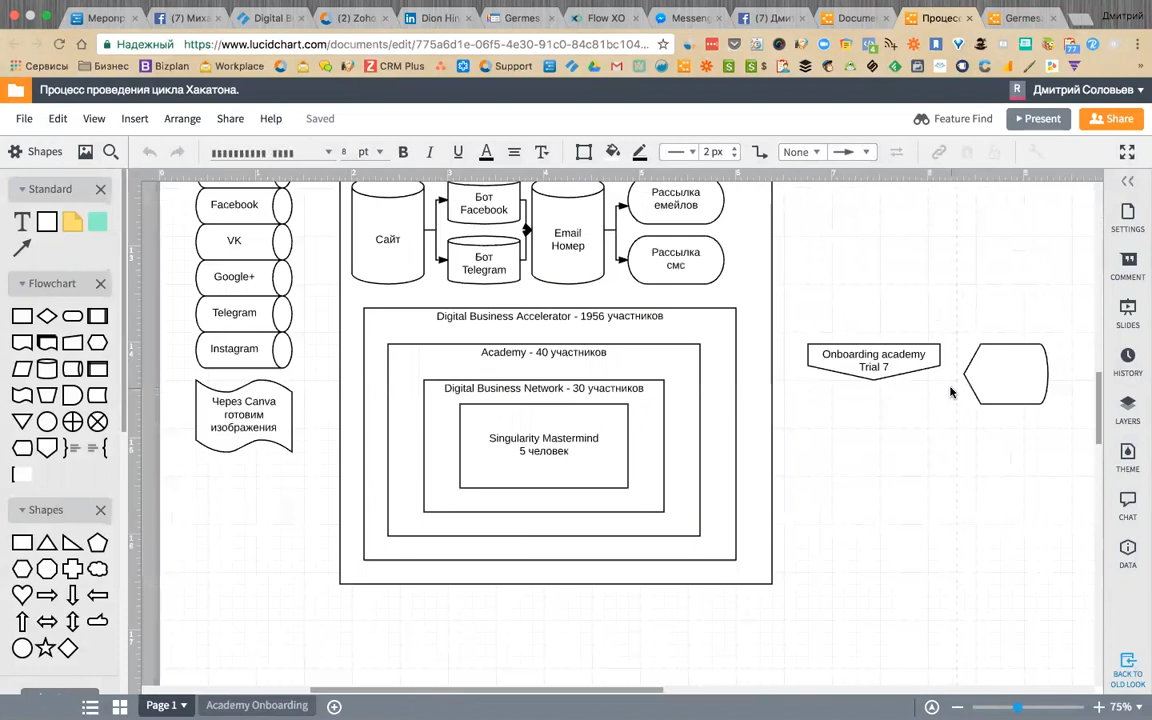 Меропр
(7) Миха
Digital B
(2) Zoho
Dion Hin
Germes
Flow XO
Messeng
(7) Дми
Docume
Процесс
Germes.
Дмитрий
Надежный
https://www.lucidchart.com/documents/edit/775a6d1e-06f5-4e30-91c0-84c81bc104...
Сервисы
Бизнес
Bizplan
Workplace
CRM Plus
Support
Процесс проведения цикла Хакатона.
R
Дмитрий Соловьев
File
Edit
View
Insert
Arrange
Share
Help
Saved
Feature Find
Present
Share
Shapes
8 pt
B
I
U
A
T
2 px
None
Standard
Flowchart
Shapes
Facebook
VK
Google+
Telegram
Instagram
Через Canva
готовим
изображения
Сайт
Бот
Facebook
Бот
Telegram
Email
Номер
Рассылка
емейлов
Рассылка
смс
Digital Business Accelerator - 1956 участников
Academy - 40 участников
Digital Business Network - 30 участников
Singularity Mastermind
5 человек
Onboarding academy
Trial 7
SETTINGS
COMMENT
SLIDES
HISTORY
LAYERS
THEME
CHAT
DATA
BACK TO
OLD LOOK
Page 1
Academy Onboarding
75%